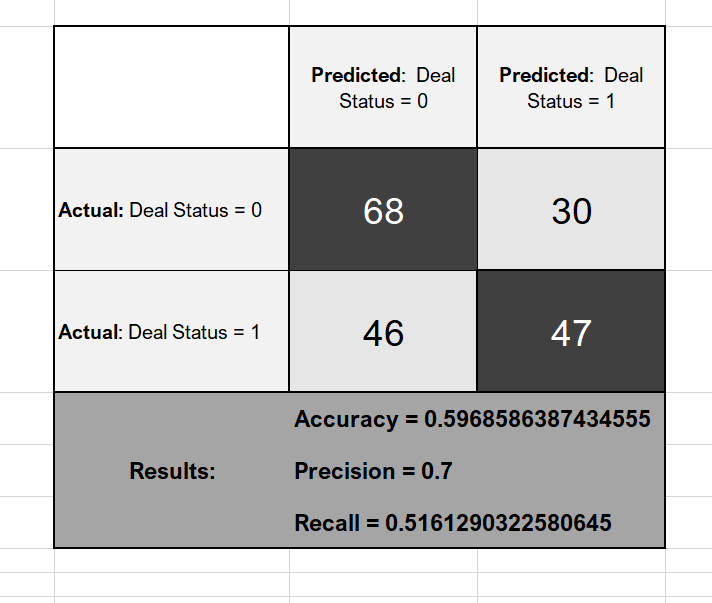 Predicted: Deal
Status = 0
Predicted: Deal
Status = 1
Actual: Deal Status = 0
68
30
Actual: Deal Status = 1
46
47
Results:
Accuracy = 0.5968586387434555
Precision = 0.7
Recall = 0.5161290322580645